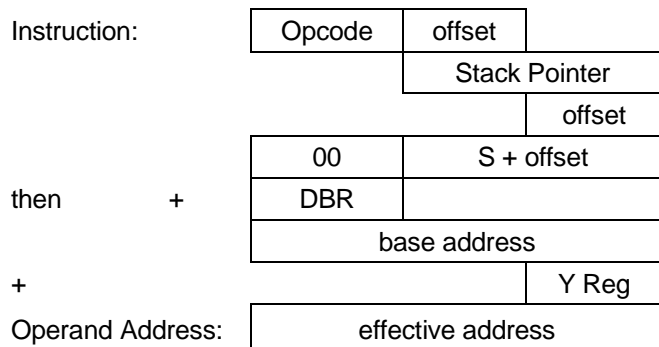 Instruction: Opcode offset
Stack Pointer
offset
00 S + offset
then + DBR
base address
+ Y Reg
Operand Address: effective address